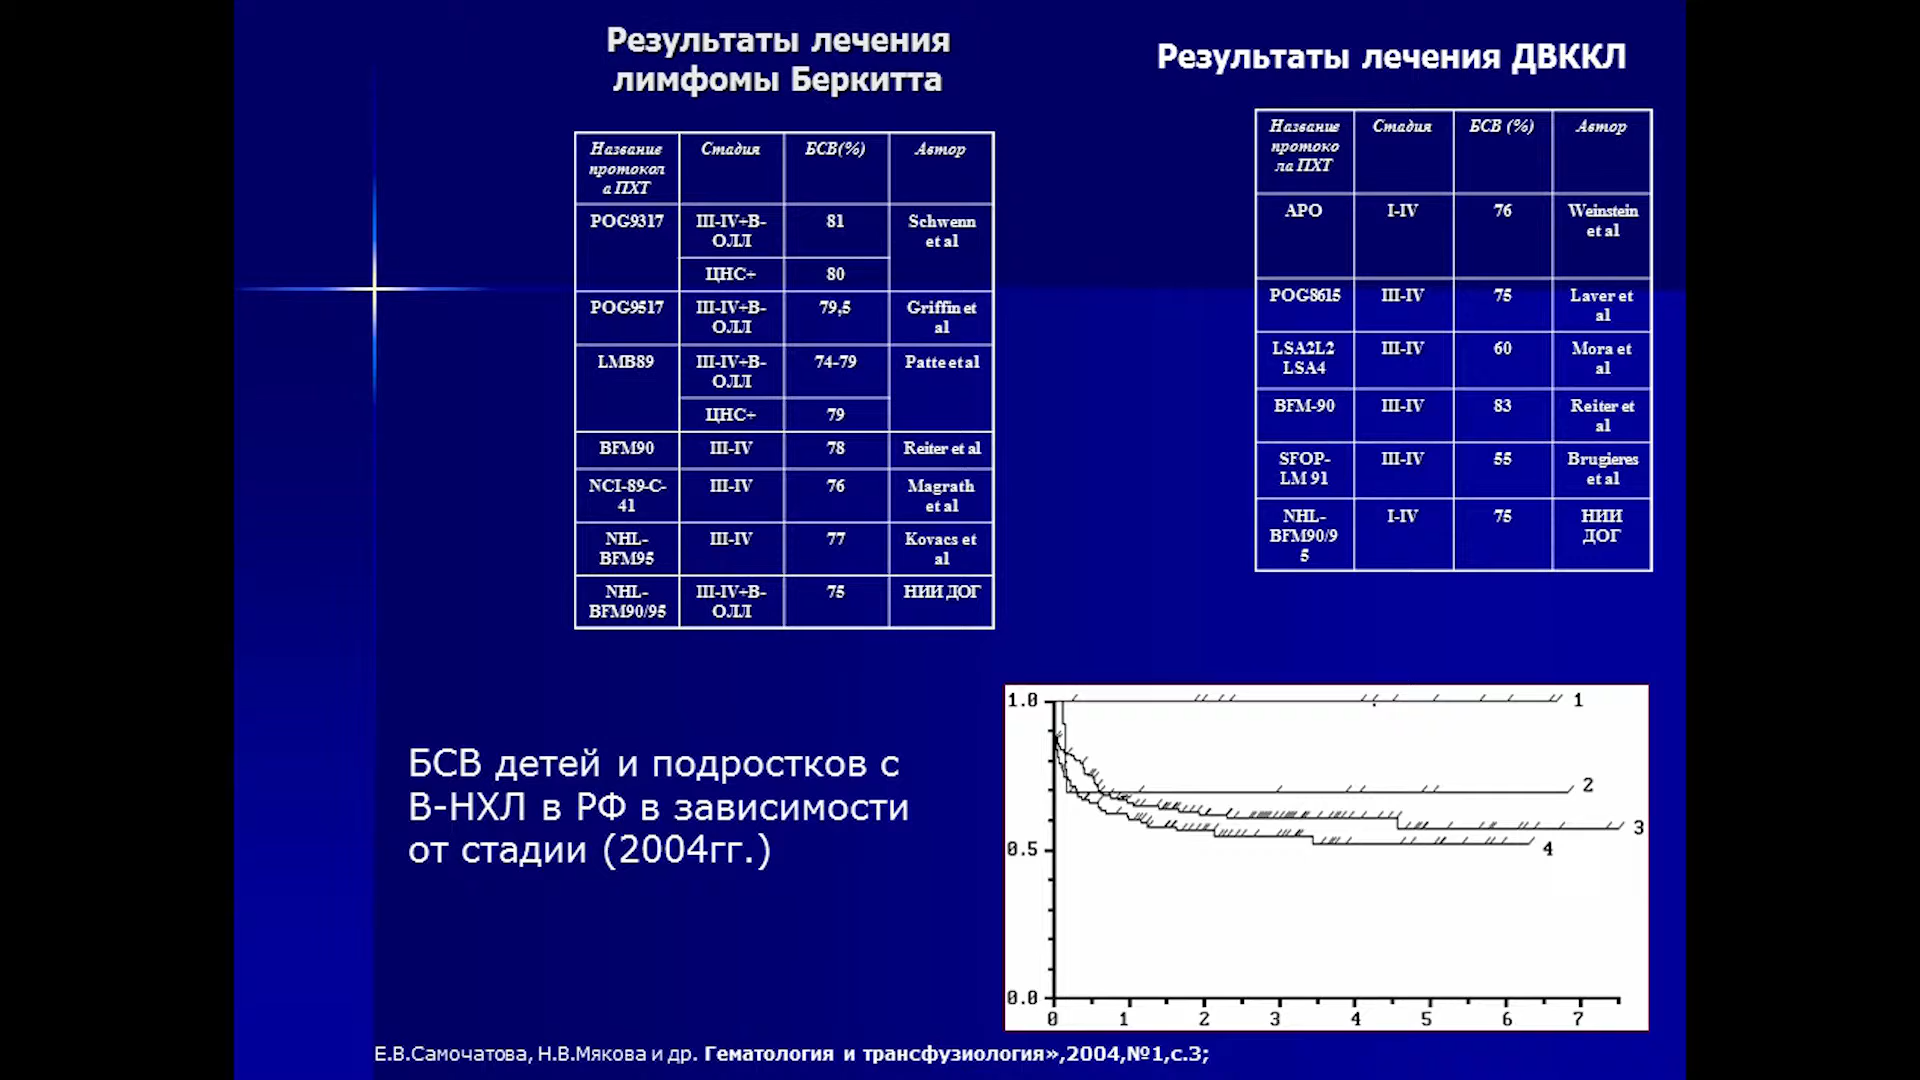 Результаты лечения
лимфомы Беркитта
Название
протокол
а ПХТ
Стадия
БСВ(%)
Автор
POG9317
III-IV+В-
ОЛЛ
81
Schwenn
et al
ЦНС+
80
POG9517
III-IV+В-
ОЛЛ
79,5
Griffin et
al
LMB89
III-IV+В-
ОЛЛ
74-79
Patte et al
ЦНС+
79
BFM90
III-IV
78
Reiter et al
NCI-89-C-
41
III-IV
76
Magrath
et al
NHL-
BFM95
III-IV
77
Kovacs et
al
NHL-
BFM90/95
III-IV+В-
ОЛЛ
75
НИИ ДОГ
Результаты лечения ДВККЛ
Название
протоко
ла ПХТ
Стадия
БСВ (%)
Автор
APO
I-IV
76
Weinstein
et al
POG8615
III-IV
75
Laver et
al
LSA2L2
LSA4
III-IV
60
Mora et
al
BFM-90
III-IV
83
Reiter et
al
SFOP-
LM 91
III-IV
55
Brugieres
et al
NHL-
BFM90/9
5
I-IV
75
НИИ
ДОГ
БСВ детей и подростков с
В-НХЛ в РФ в зависимости
от стадии (2004гг.)
1.0
0.5
0.0
1
2
3
4
0 1 2 3 4 5 6 7
Е.В.Самочатова, Н.В.Мякова и др. Гематология и трансфузиология»,2004,№1,с.3;